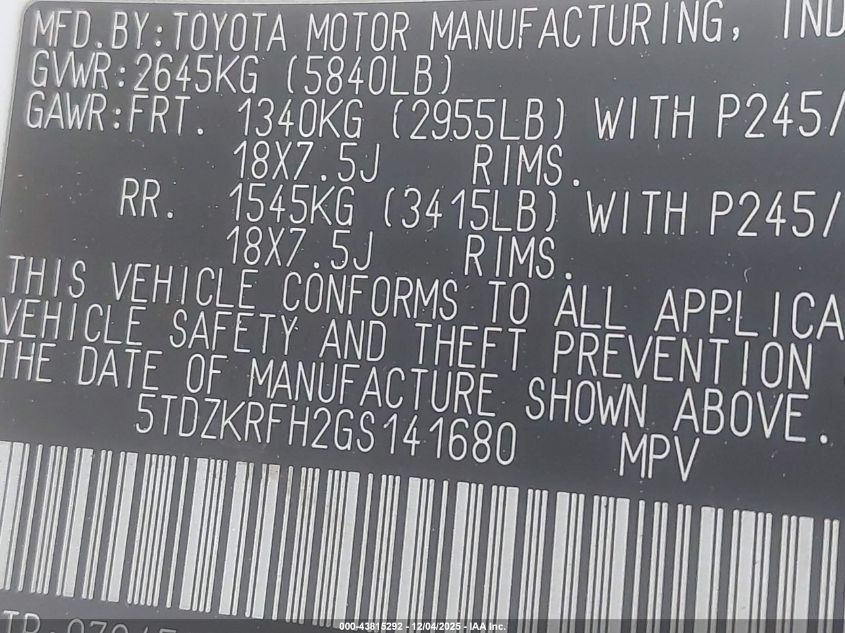 MFD.BY:TOYOTA MOTOR MANUFACTURING, IND
GVWR:2645KG (5840LB)
GAWR:FRT. 1340KG (2955LB) WITH P245/
18X7.5J RIMS.
RR. 1545KG (3415LB) WITH P245/
18X7.5J RIMS.
THIS VEHICLE CONFORMS TO ALL APPLICA
VEHICLE SAFETY AND THEFT PREVENTION
THE DATE OF MANUFACTURE SHOWN ABOVE.
5TDZKRFH2GS141680 MPV
000-43815292 - 12/04/2025 - IAA Inc.